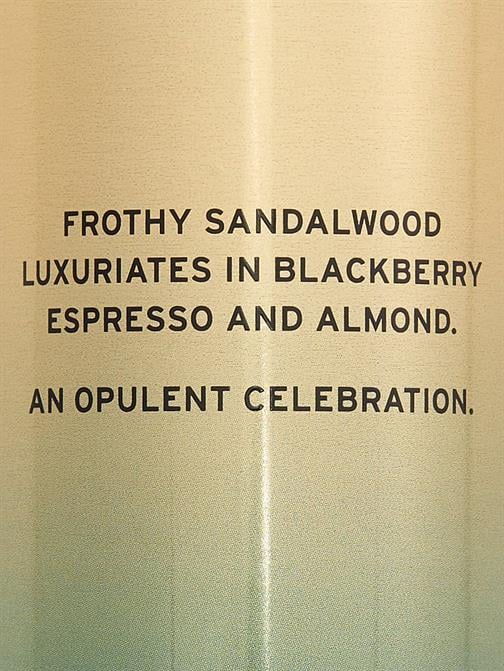 FROTHY SANDALWOOD
LUXURIATES IN BLACKBERRY
ESPRESSO AND ALMOND.
AN OPULENT CELEBRATION.